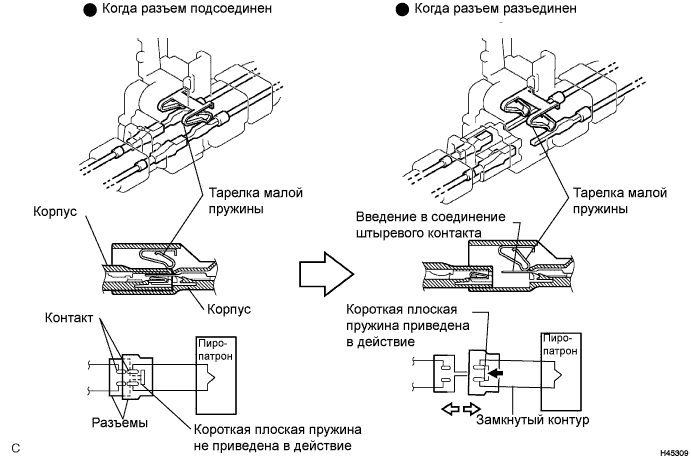 Когда разъем подсоединен
Когда разъем разъединен
Тарелка малой
пружины
Корпус
Корпус
Контакт
Пиро-
патрон
Разъемы
Короткая плоская пружина
не приведена в действие
Тарелка малой
пружины
Введение в соединение
штыревого контакта
Короткая плоская
пружина приведена
в действие
Пиро-
патрон
Замкнутый контур
C
H45309